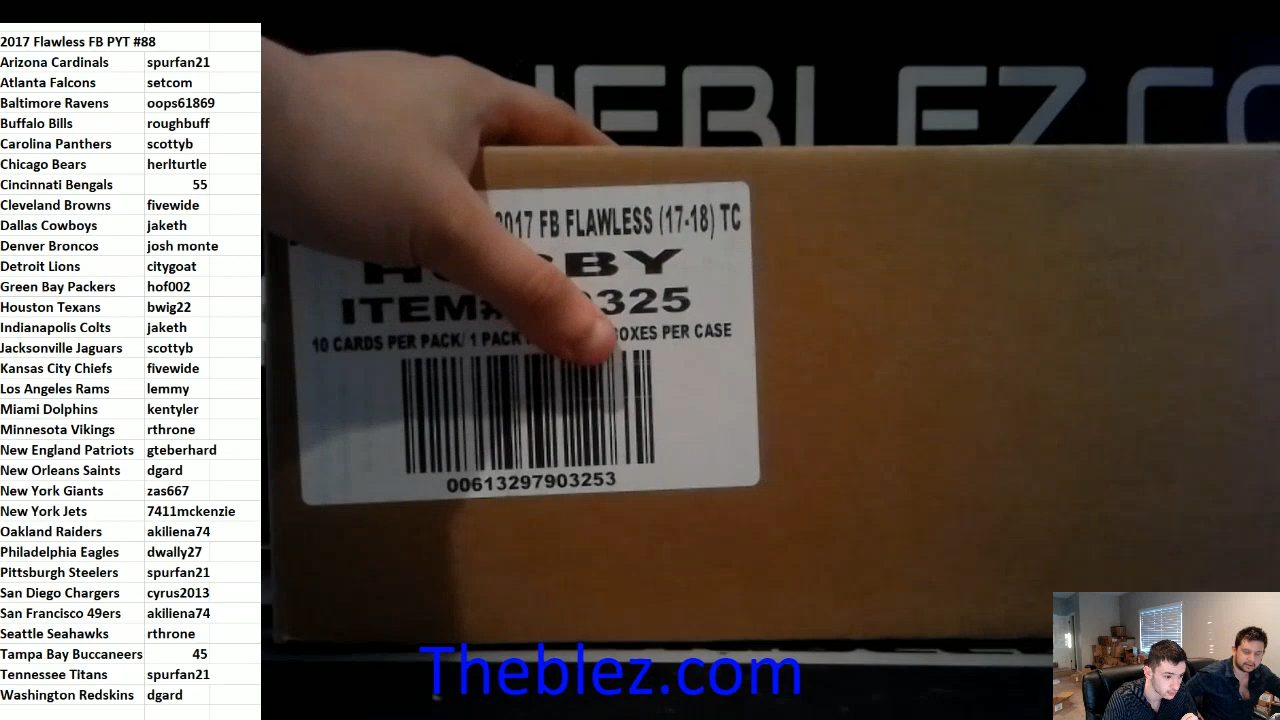 2017 Flawless FB PYT #88
Arizona Cardinals spurfan21
Atlanta Falcons setcom
Baltimore Ravens oops61869
Buffalo Bills roughbuff
Carolina Panthers scottyb
Chicago Bears herlturtle
Cincinnati Bengals 55
Cleveland Browns fivewide
Dallas Cowboys jaketh
Denver Broncos josh monte
Detroit Lions citygoat
Green Bay Packers hof002
Houston Texans bwig22
Indianapolis Colts jaketh
Jacksonville Jaguars scottyb
Kansas City Chiefs fivewide
Los Angeles Rams lemmy
Miami Dolphins kentyler
Minnesota Vikings rthrone
New England Patriots gteberhard
New Orleans Saints dgard
New York Giants zas667
New York Jets 7411mckenzie
Oakland Raiders akiliena74
Philadelphia Eagles dwally27
Pittsburgh Steelers spurfan21
San Diego Chargers cyrus2013
San Francisco 49ers akiliena74
Seattle Seahawks rthrone
Tampa Bay Buccaneers 45
Tennessee Titans spurfan21
Washington Redskins dgard
HEBLEZ.CO
2017 FB FLAWLESS (17-18) TC
BY
ITEM# 325
10 CARDS PER PACK/ 1 PACK BOXES PER CASE
00613297903253
Theblez.com